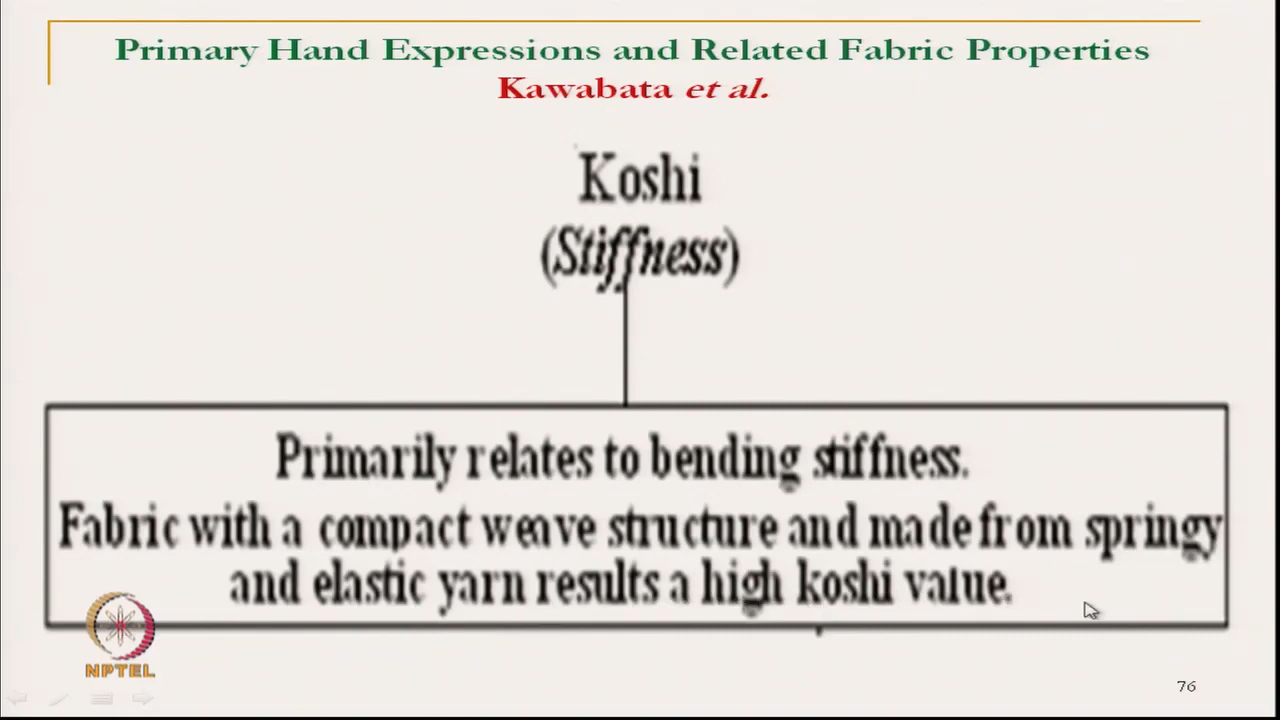 Primary Hand Expressions and Related Fabric Properties
Kawabata et al.
Koshi
(Stiffness)
Primarily relates to bending stiffness.
Fabric with a compact weave structure and made from springy
and elastic yarn results a high koshi value.
NPTEL
76